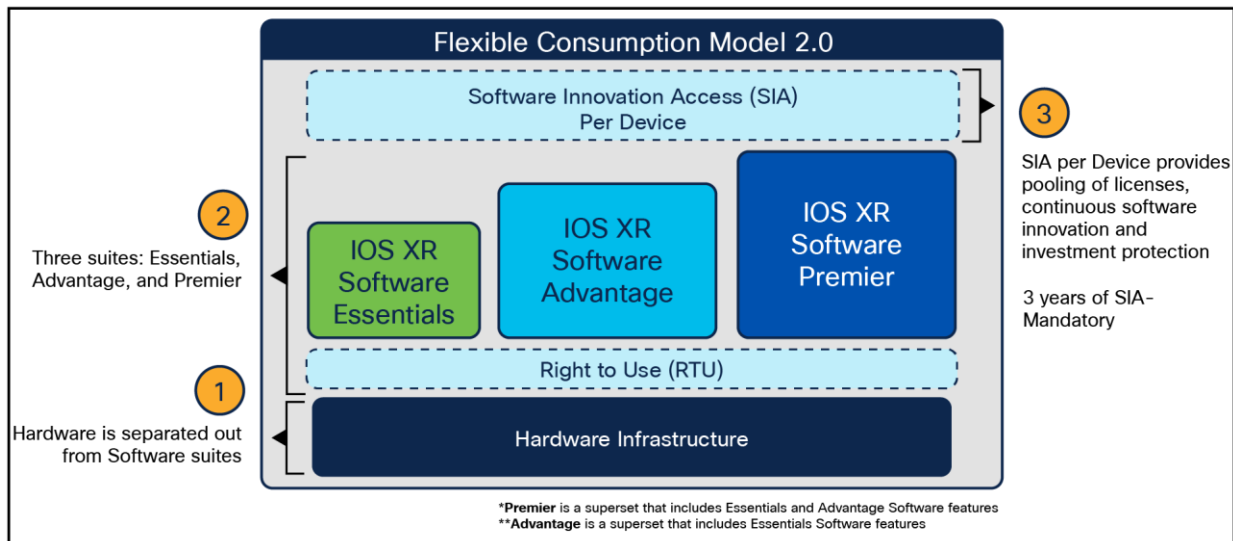 Flexible Consumption Model 2.0
Software Innovation Access (SIA)
Per Device
3
SIA per Device provides
pooling of licenses,
continuous software
innovation and
investment protection
3 years of SIA-
Mandatory
2
Three suites: Essentials,
Advantage, and Premier
IOS XR
Software
Essentials
IOS XR
Software
Advantage
IOS XR
Software
Premier
Right to Use (RTU)
1
Hardware is separated out
from Software suites
Hardware Infrastructure
*Premier is a superset that includes Essentials and Advantage Software features
**Advantage is a superset that includes Essentials Software features